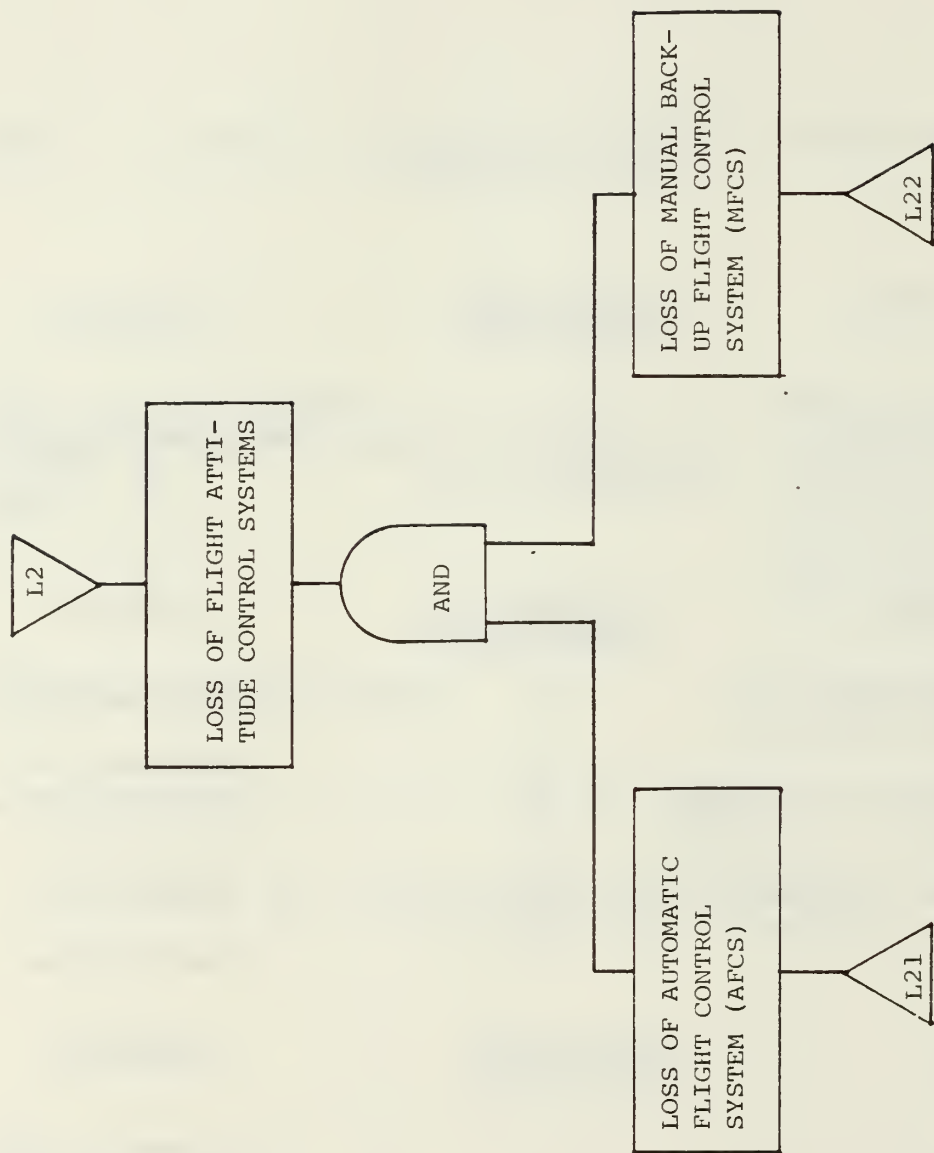 L2
LOSS OF FLIGHT ATTI-
TUDE CONTROL SYSTEMS
AND
LOSS OF AUTOMATIC
FLIGHT CONTROL
SYSTEM (AFCS)
L21
LOSS OF MANUAL BACK-
UP FLIGHT CONTROL
SYSTEM (MFCS)
L22